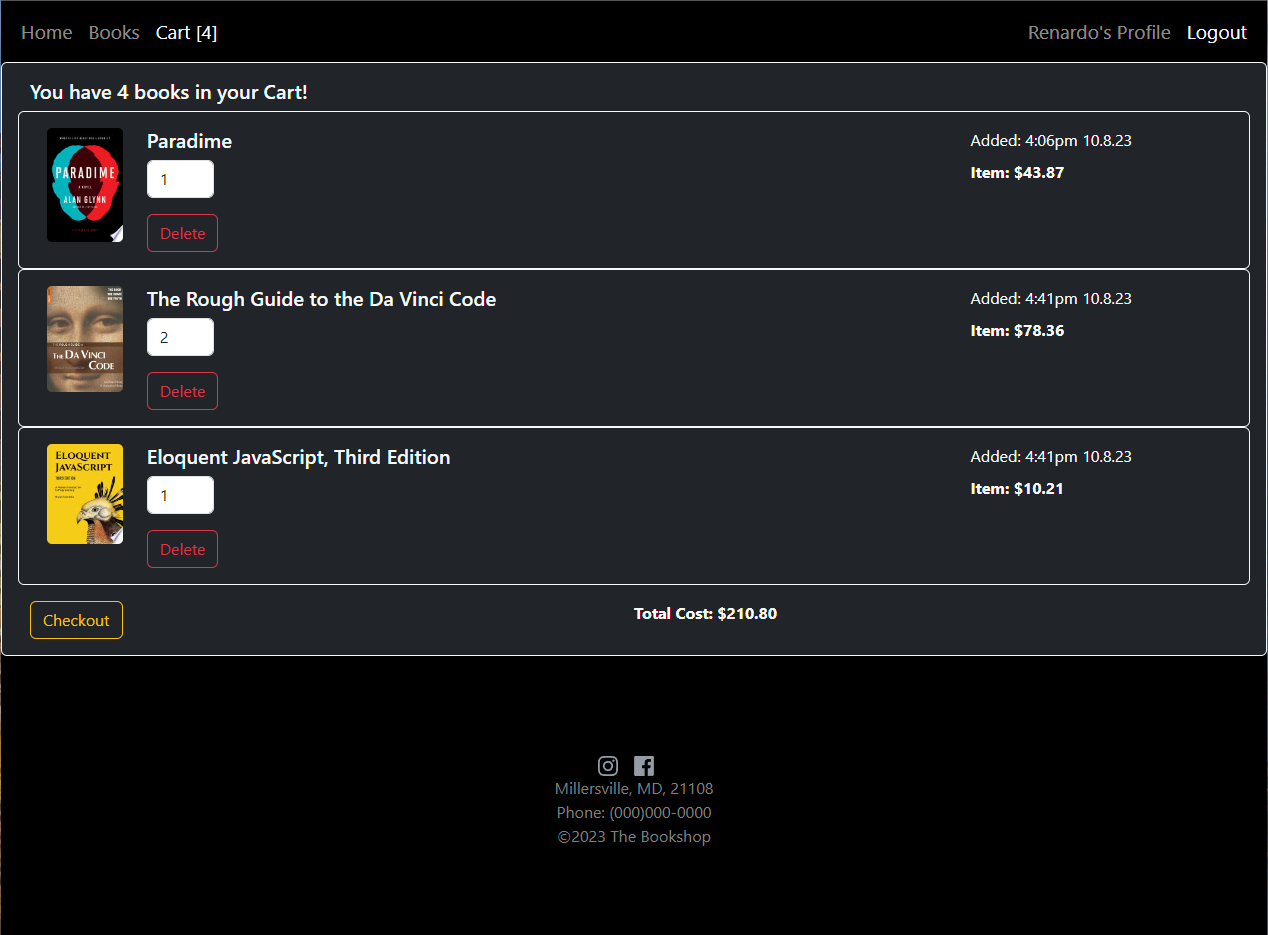 Home Books Cart [4] Renardo's Profile Logout
You have 4 books in your Cart!
PARADIME
A NOVEL
ALAN GLYNN
Paradime
1
Delete
Added: 4:06pm 10.8.23
Item: $43.87
THE DA VINCI
CODE
The Rough Guide to the Da Vinci Code
2
Delete
Added: 4:41pm 10.8.23
Item: $78.36
ELOQUENT
JAVASCRIPT
THIRD EDITION
Eloquent JavaScript, Third Edition
1
Delete
Added: 4:41pm 10.8.23
Item: $10.21
Checkout
Total Cost: $210.80
Millersville, MD, 21108
Phone: (000)000-0000
©2023 The Bookshop